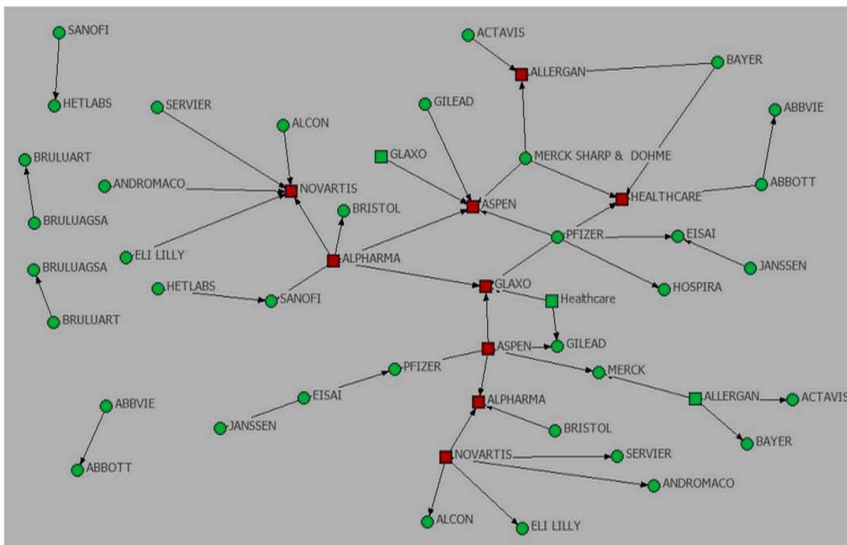 SANOFI
ACTAVIS
BAYER
ALLERGAN
HETLABS
SERVIER
GILEAD
ABBVIE
ALCON
BRULUART
GLAXO
MERCK SHARP & DOHME
ANDROMACO
NOVARTIS
HEALTHCARE
ABBOTT
BRISTOL
ASPEN
BRULUAGSA
PFIZER
EISAI
ELI LILLY
ALPHARMA
BRULUAGSA
JANSSEN
HETLABS
SANOFI
GLAXO
HOSPIRA
Healthcare
BRULUART
ASPEN
GILEAD
PFIZER
MERCK
EISAI
ABBVIE
ALPHARMA
ALLERGAN
ACTAVIS
JANSSEN
BRISTOL
BAYER
ABBOTT
NOVARTIS
SERVIER
ANDROMACO
ALCON
ELI LILLY